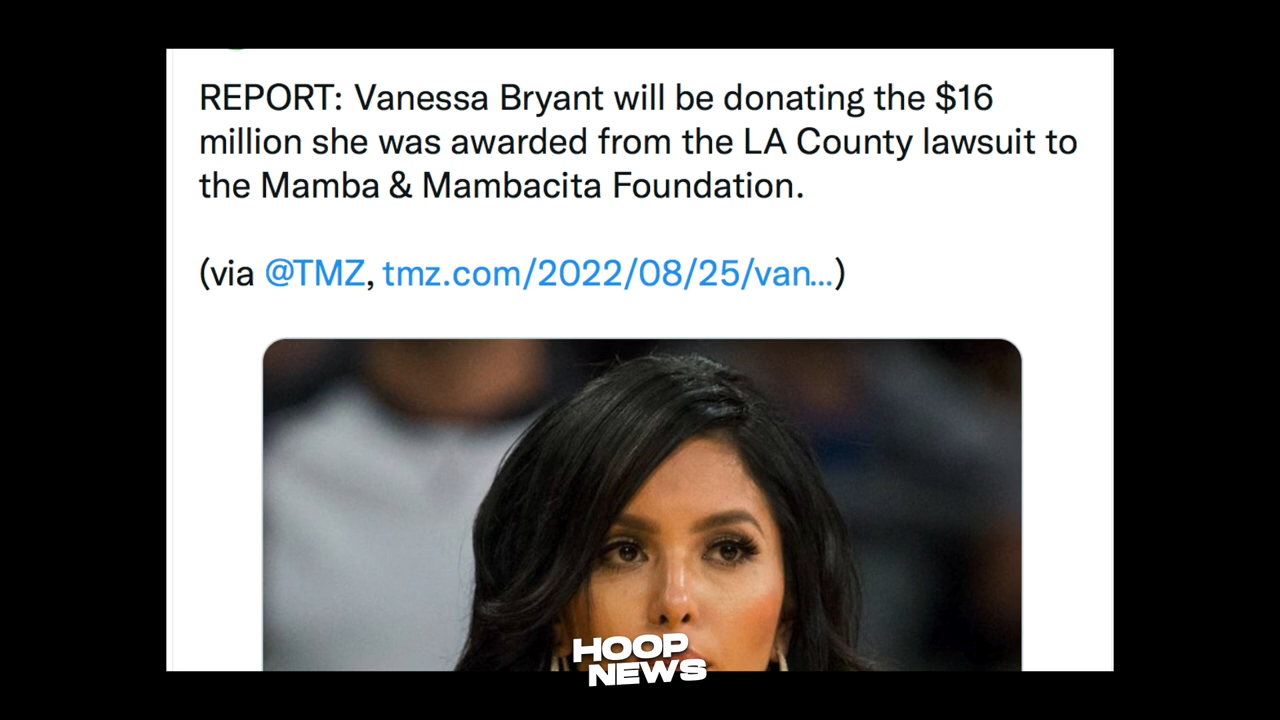 REPORT: Vanessa Bryant will be donating the $16
million she was awarded from the LA County lawsuit to
the Mamba & Mambacita Foundation.
(via @TMZ, tmz.com/2022/08/25/van...)
HOOP
NEWS